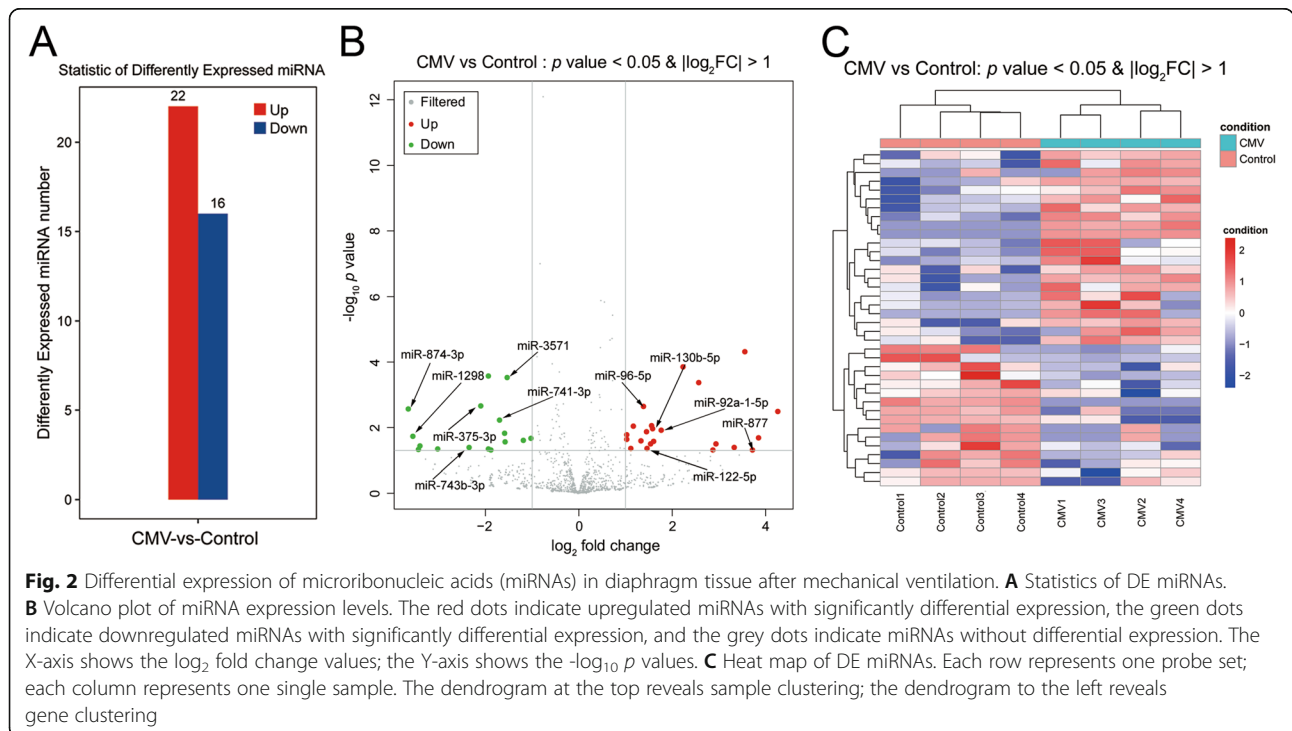 A
Statistic of Differently Expressed miRNA
22
16
Up
Down
20
15
10
5
0
Differently Expressed miRNA number
CMV-vs-Control
B
CMV vs Control : p value < 0.05 & |log2FC| > 1
Filtered
Up
Down
12
10
8
6
4
2
0
-log10 p value
miR-874-3p
miR-3571
miR-1298
miR-741-3p
miR-375-3p
miR-743b-3p
miR-130b-5p
miR-96-5p
miR-92a-1-5p
miR-877
miR-122-5p
−2
0
2
4
log2 fold change
C
CMV vs Control: p value < 0.05 & |log2FC| > 1
condition
CMV
Control
condition
2
1
0
−1
−2
Control1
Control2
Control3
Control4
CMV1
CMV3
CMV2
CMV4
Fig. 2 Differential expression of microribonucleic acids (miRNAs) in diaphragm tissue after mechanical ventilation. A Statistics of DE miRNAs.
B Volcano plot of miRNA expression levels. The red dots indicate upregulated miRNAs with significantly differential expression, the green dots
indicate downregulated miRNAs with significantly differential expression, and the grey dots indicate miRNAs without differential expression. The
X-axis shows the log2 fold change values; the Y-axis shows the -log10 p values. C Heat map of DE miRNAs. Each row represents one probe set;
each column represents one single sample. The dendrogram at the top reveals sample clustering; the dendrogram to the left reveals
gene clustering